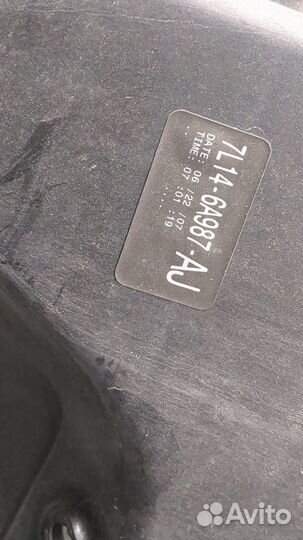 7L14-6A987-AJ
DATE: 06 /22 /07
TIME: 07 :01 :19
Avito